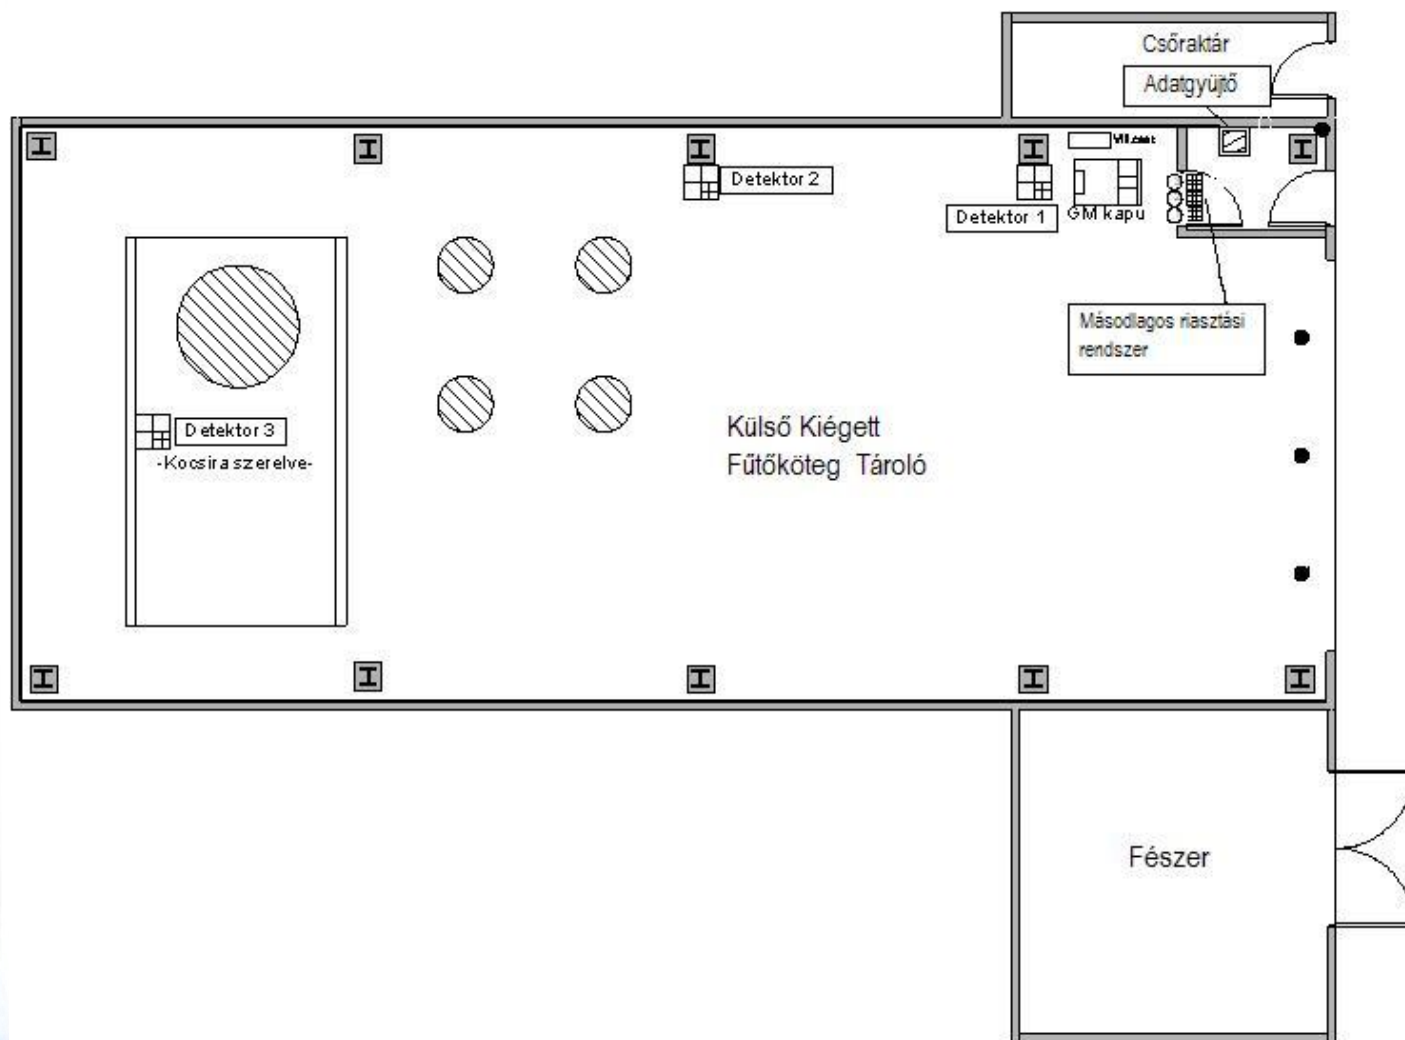 Csőraktár
Adatgyüjtő
Detektor 2
Detektor 1
GM kapu
Másodlagos riasztási
rendszer
Detektor 3
-Kocsira szerelve-
Külső Kiégett
Fűtőköteg Tároló
Fészer